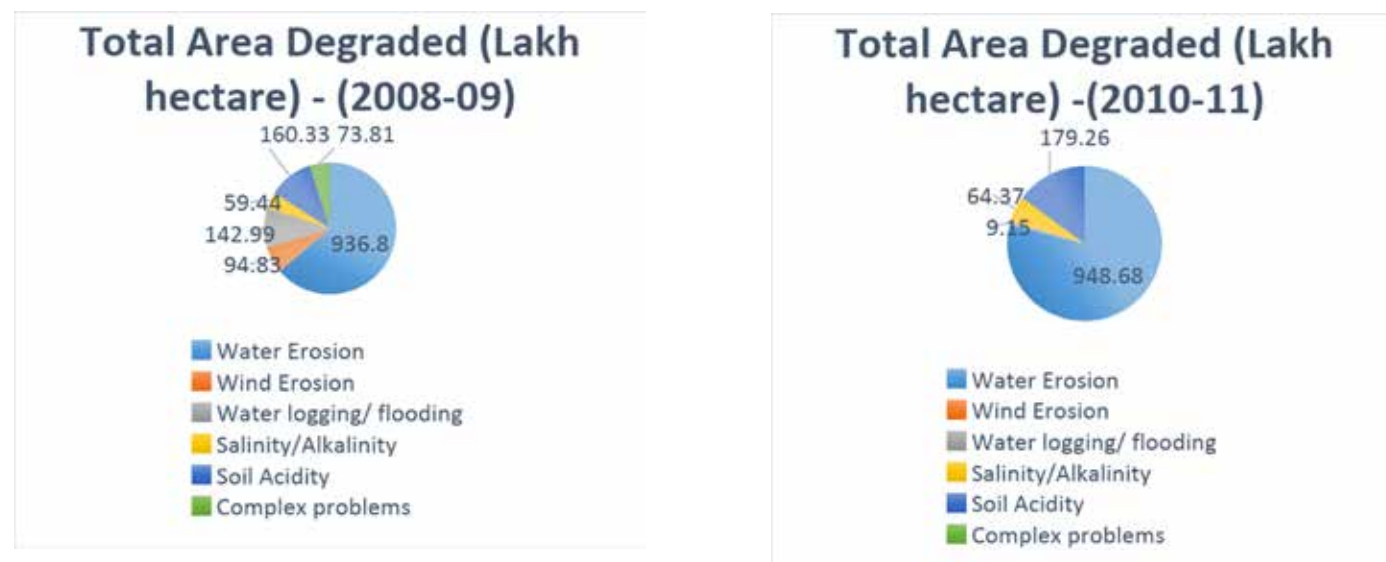 Total Area Degraded (Lakh
hectare) - (2008-09)
160.33 73.81
59.44
142.99
936.8
94.83
Water Erosion
Wind Erosion
Water logging/ flooding
Salinity/Alkalinity
Soil Acidity
Complex problems
Total Area Degraded (Lakh
hectare) -(2010-11)
179.26
64.37
9.15
948.68
Water Erosion
Wind Erosion
Water logging/ flooding
Salinity/Alkalinity
Soil Acidity
Complex problems